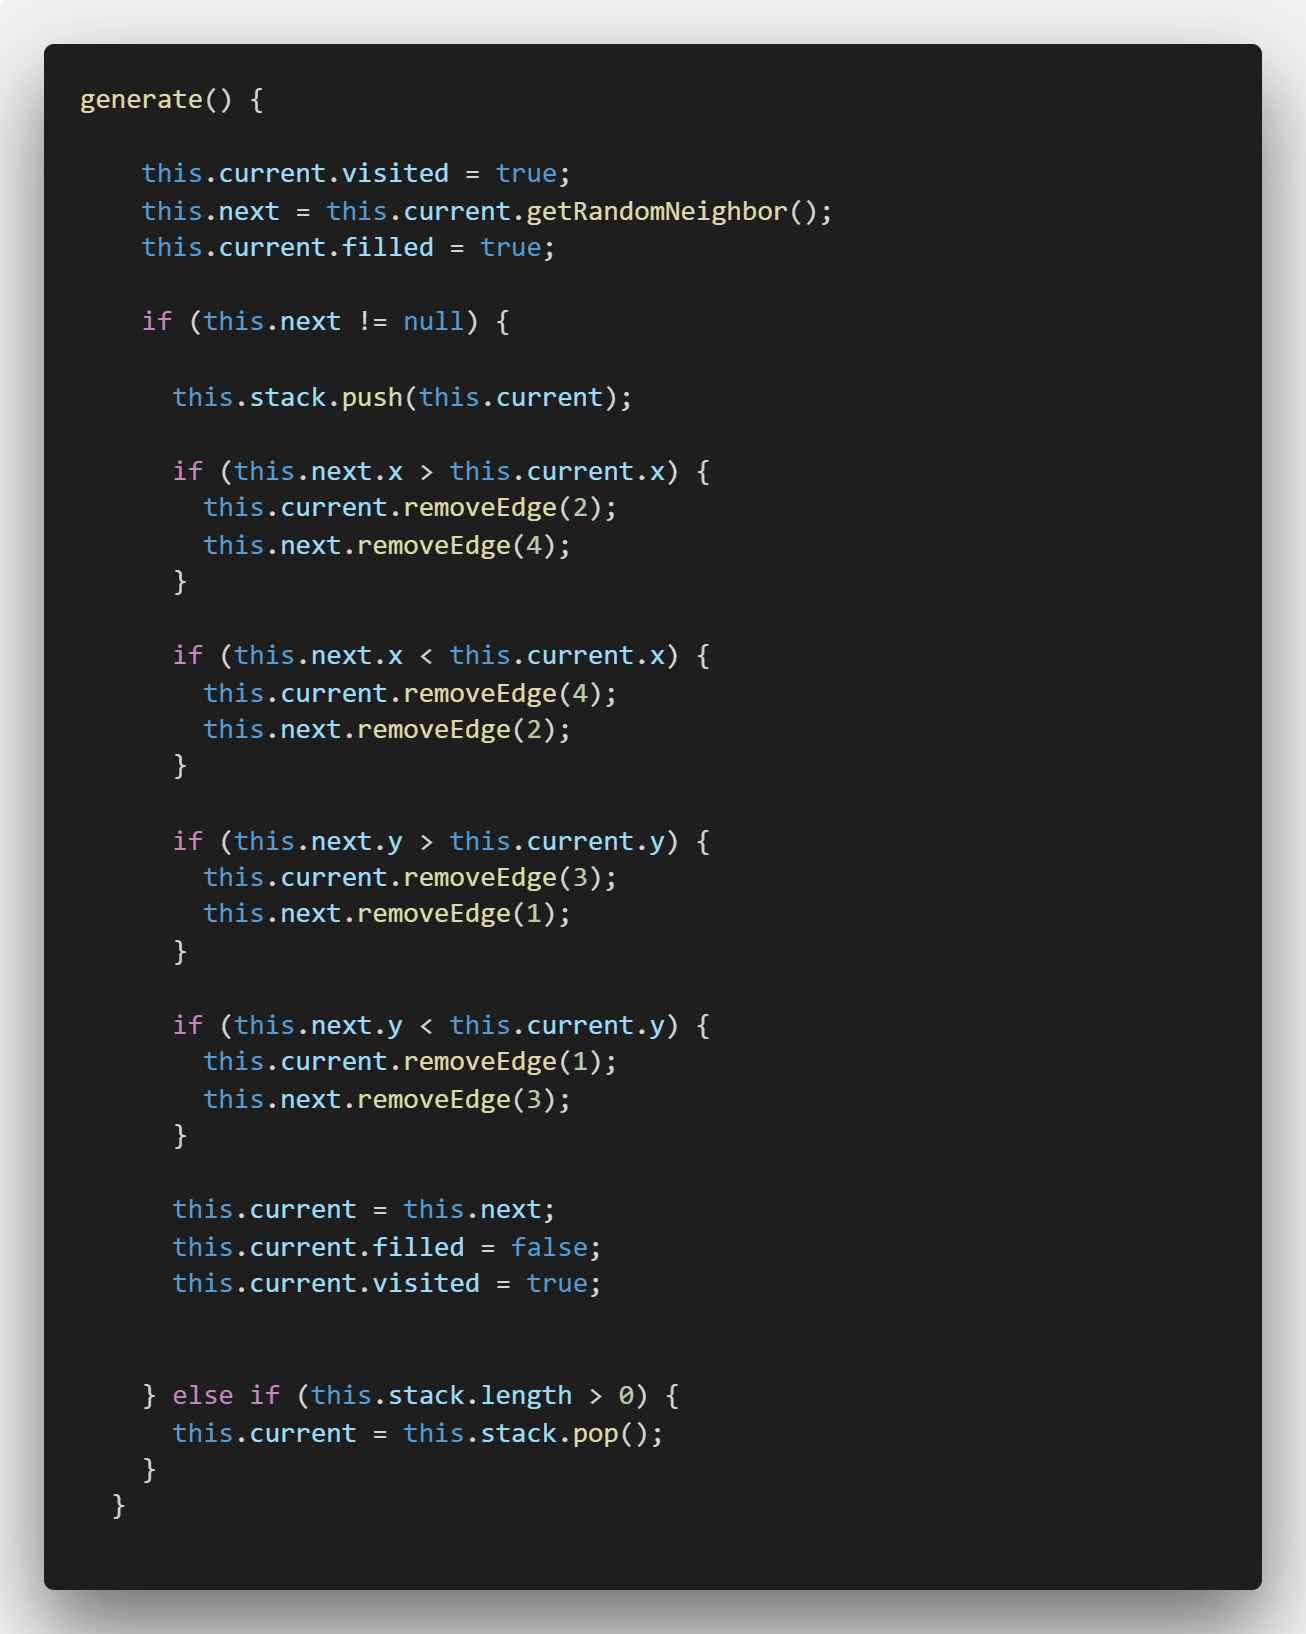 generate() {
this.current.visited = true;
this.next = this.current.getRandomNeighbor();
this.current.filled = true;
if (this.next != null) {
this.stack.push(this.current);
if (this.next.x > this.current.x) {
this.current.removeEdge(2);
this.next.removeEdge(4);
}
if (this.next.x < this.current.x) {
this.current.removeEdge(4);
this.next.removeEdge(2);
}
if (this.next.y > this.current.y) {
this.current.removeEdge(3);
this.next.removeEdge(1);
}
if (this.next.y < this.current.y) {
this.current.removeEdge(1);
this.next.removeEdge(3);
}
this.current = this.next;
this.current.filled = false;
this.current.visited = true;
} else if (this.stack.length > 0) {
this.current = this.stack.pop();
}
}